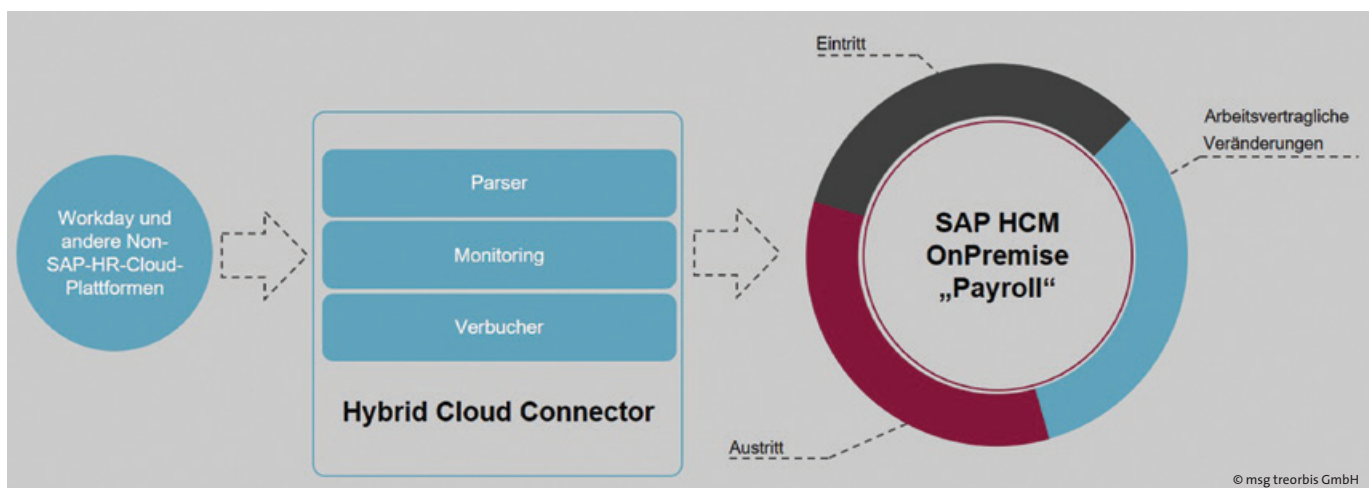 Workday und
andere Non-
SAP-HR-Cloud-
Plattformen
Parser
Monitoring
Verbucher
Hybrid Cloud Connector
Eintritt
Arbeitsvertragliche
Veränderungen
SAP HCM
OnPremise
„Payroll“
Austritt
© msg treorbis GmbH